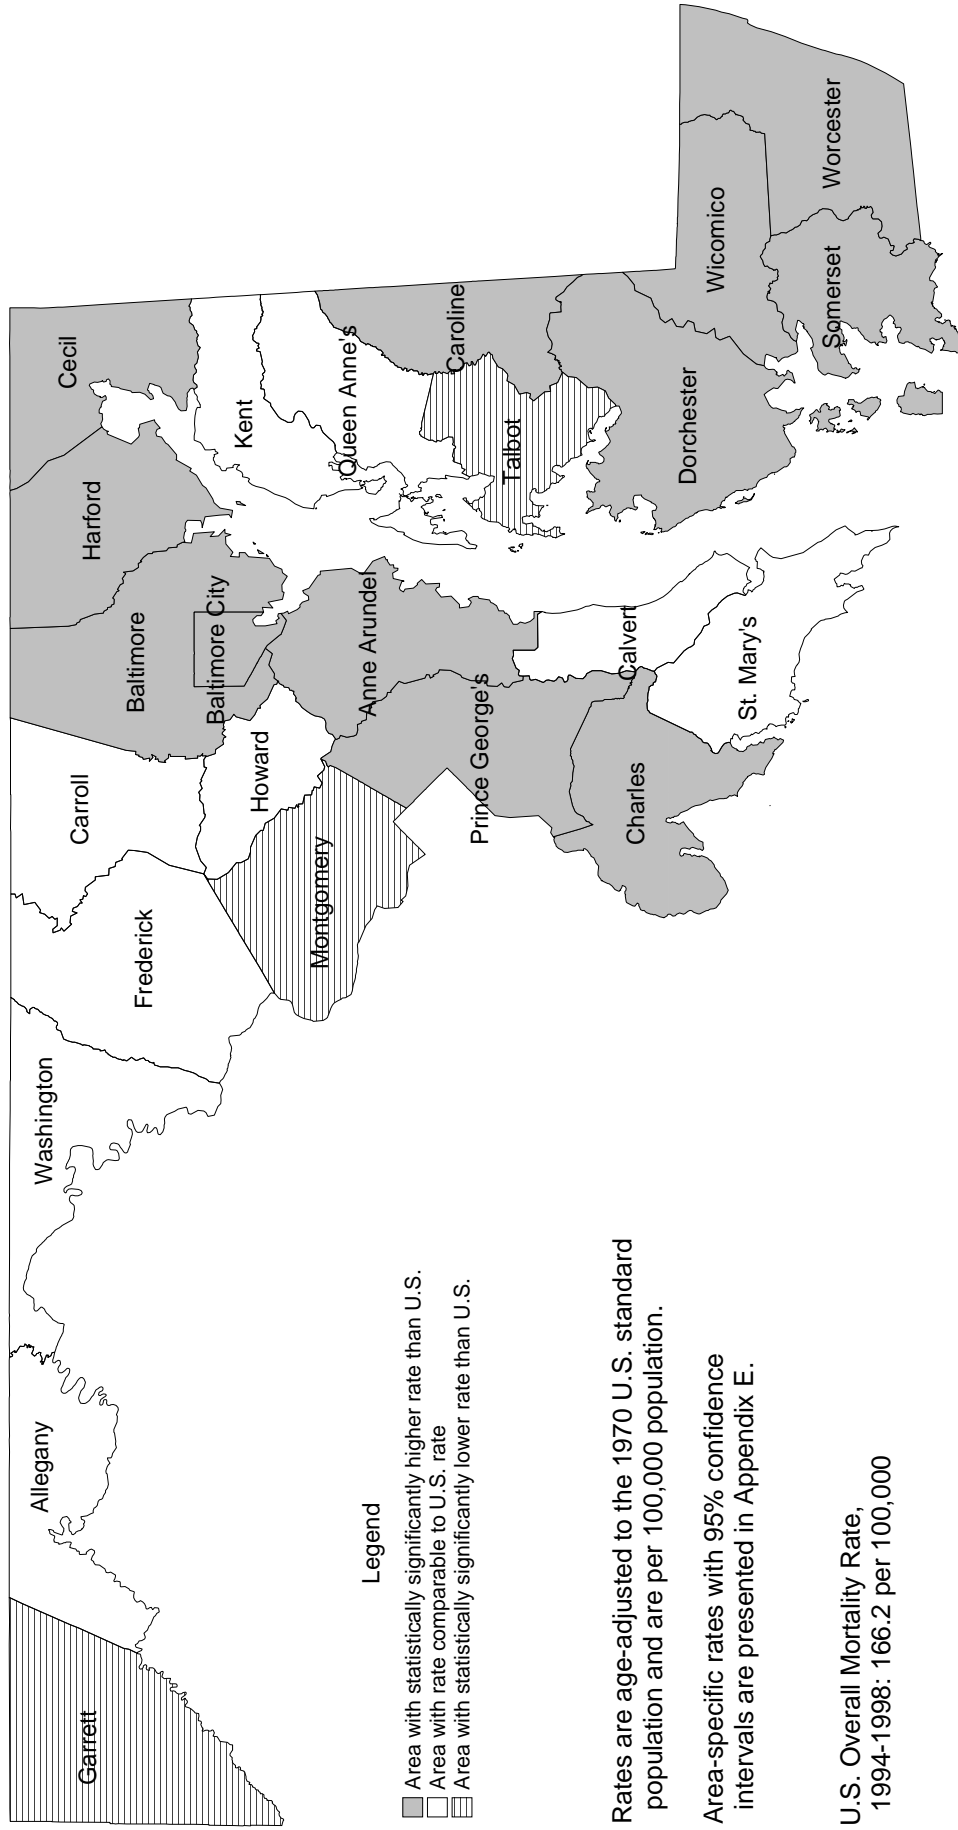 Garrett
Allegany
Washington
Frederick
Carroll
Baltimore
Harford
Cecil
Baltimore City
Howard
Montgomery
Kent
Queen Anne's
Anne Arundel
Prince George's
Caroline
Talbot
Calvert
Charles
St. Mary's
Dorchester
Wicomico
Somerset
Worcester
Legend
Area with statistically significantly higher rate than U.S.
Area with rate comparable to U.S. rate
Area with statistically significantly lower rate than U.S.
Rates are age-adjusted to the 1970 U.S. standard
population and are per 100,000 population.
Area-specific rates with 95% confidence
intervals are presented in Appendix E.
U.S. Overall Mortality Rate,
1994-1998: 166.2 per 100,000